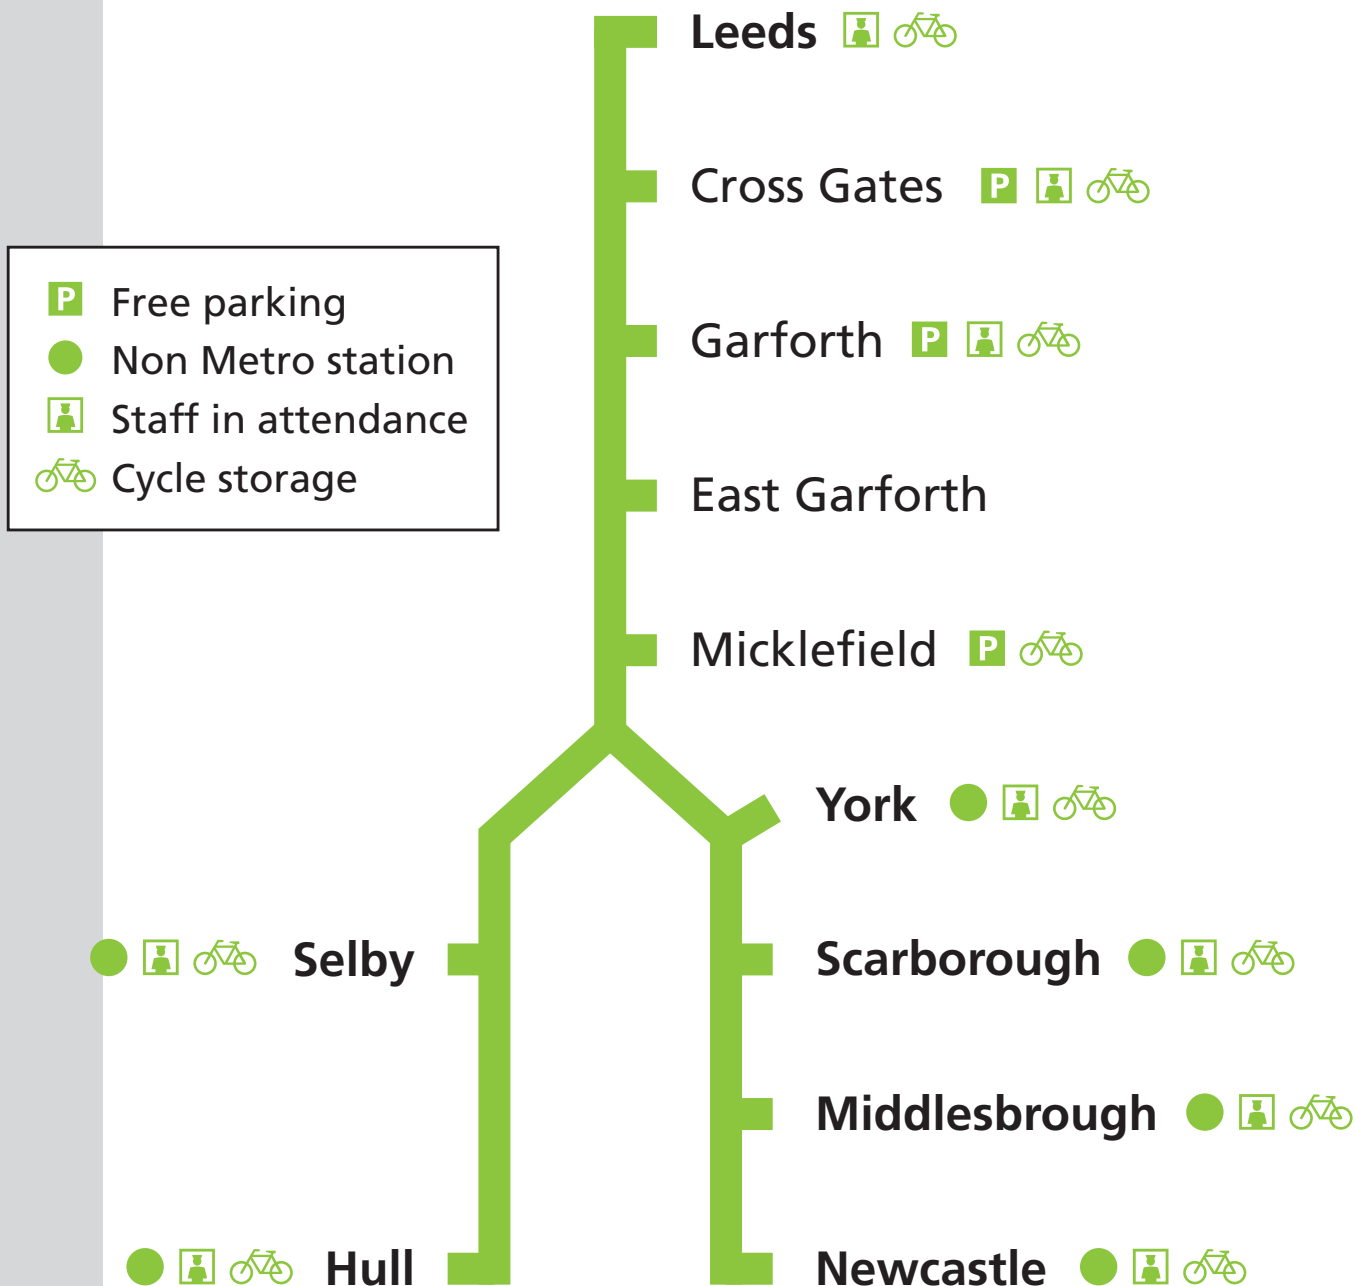 Leeds
Cross Gates P
P Free parking
Non Metro station
Garforth P
Staff in attendance
Cycle storage
East Garforth
Micklefield P
York
Selby
Scarborough
Middlesbrough
Hull
Newcastle